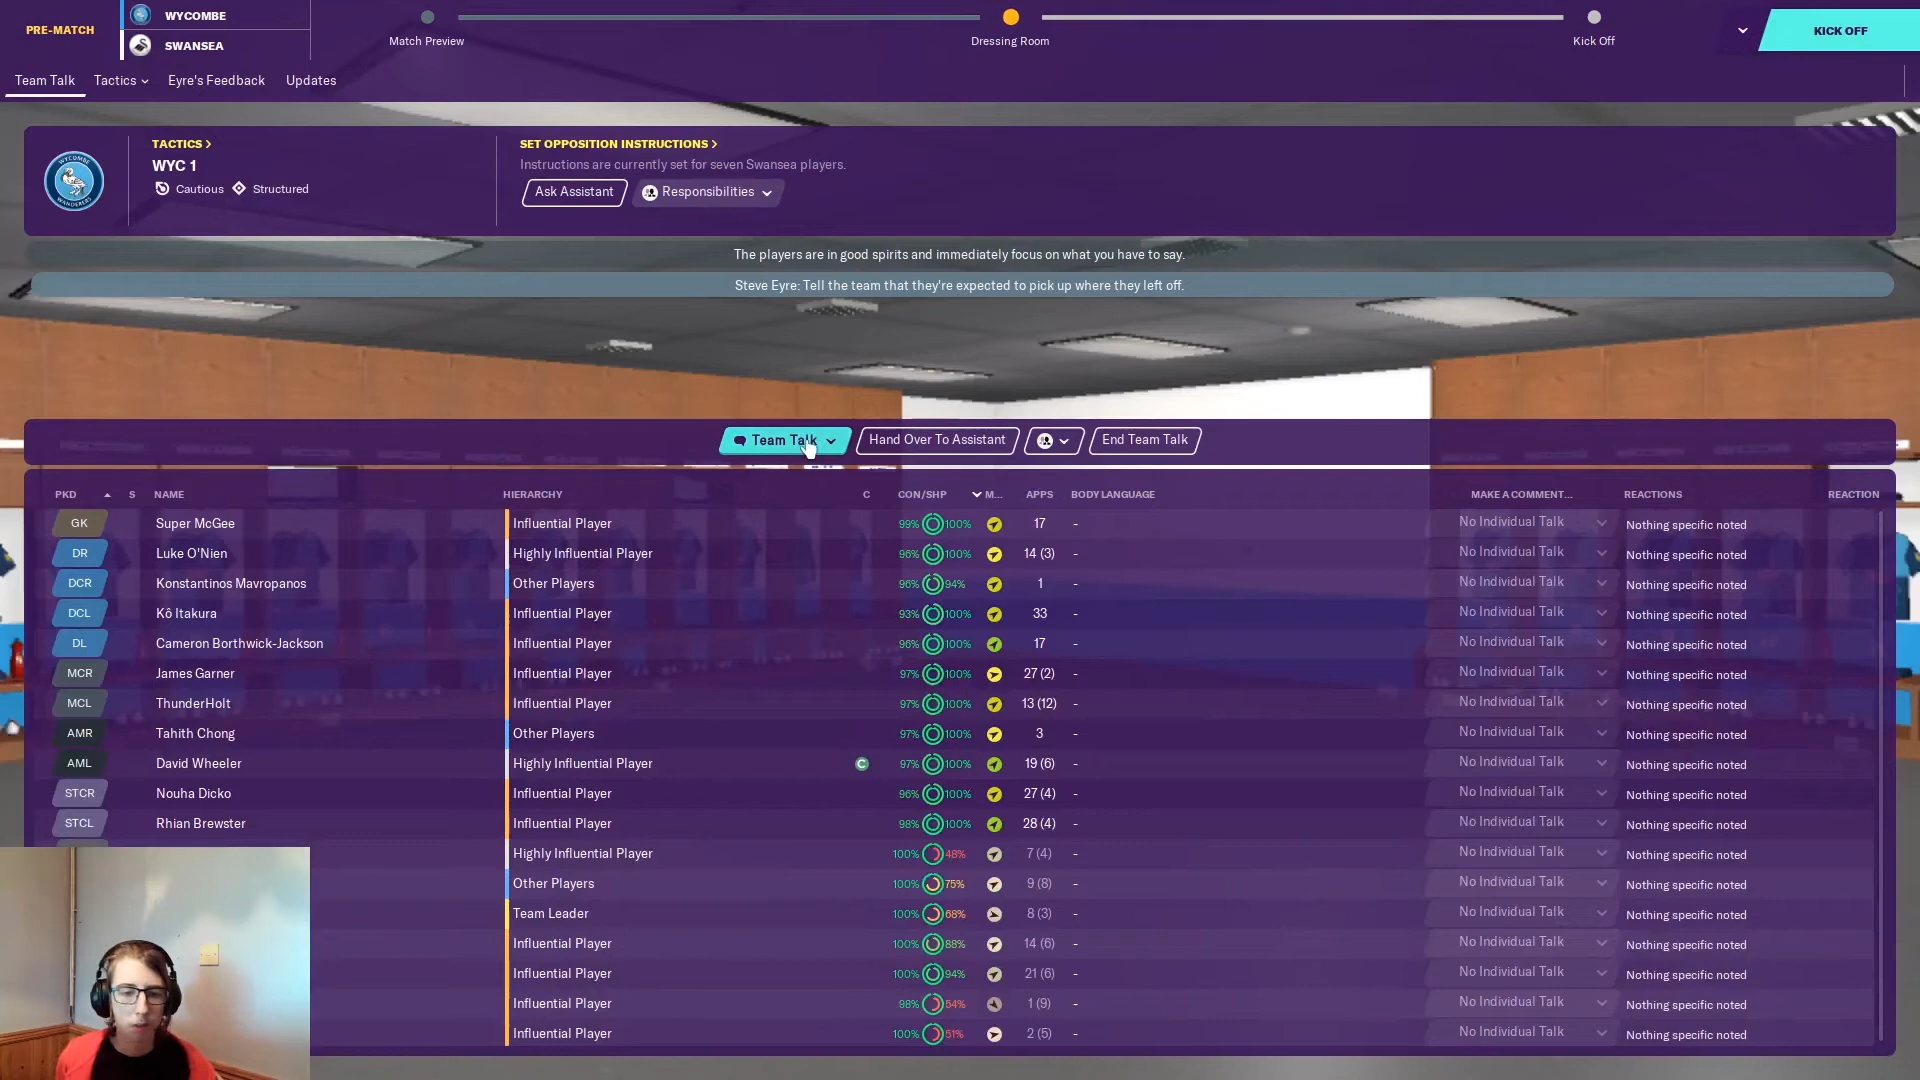 PRE-MATCH
WYCOMBE
SWANSEA
Match Preview
Dressing Room
Kick Off
KICK OFF
Team Talk Tactics Eyre's Feedback Updates
TACTICS
WYC 1
Cautious Structured
SET OPPOSITION INSTRUCTIONS
Instructions are currently set for seven Swansea players.
Ask Assistant Responsibilities
WYCOMBE
WANDERERS
The players are in good spirits and immediately focus on what you have to say.
Steve Eyre: Tell the team that they're expected to pick up where they left off.
Team Talk Hand Over To Assistant End Team Talk
PKD S NAME HIERARCHY C CON/SHP M... APPS BODY LANGUAGE MAKE A COMMENT... REACTIONS REACTION
GK Super McGee Influential Player 99% 100% 17 - No Individual Talk Nothing specific noted
DR Luke O'Nien Highly Influential Player 96% 100% 14 (3) - No Individual Talk Nothing specific noted
DCR Konstantinos Mavropanos Other Players 96% 94% 1 - No Individual Talk Nothing specific noted
DCL Kô Itakura Influential Player 93% 100% 33 - No Individual Talk Nothing specific noted
DL Cameron Borthwick-Jackson Influential Player 96% 100% 17 - No Individual Talk Nothing specific noted
MCR James Garner Influential Player 97% 100% 27 (2) - No Individual Talk Nothing specific noted
MCL ThunderHolt Influential Player 97% 100% 13 (12) - No Individual Talk Nothing specific noted
AMR Tahith Chong Other Players 97% 100% 3 - No Individual Talk Nothing specific noted
AML David Wheeler Highly Influential Player C 97% 100% 19 (6) - No Individual Talk Nothing specific noted
STCR Nouha Dicko Influential Player 96% 100% 27 (4) - No Individual Talk Nothing specific noted
STCL Rhian Brewster Influential Player 98% 100% 28 (4) - No Individual Talk Nothing specific noted
Highly Influential Player 100% 48% 7 (4) - No Individual Talk Nothing specific noted
Other Players 100% 75% 9 (8) - No Individual Talk Nothing specific noted
Team Leader 100% 68% 8 (3) - No Individual Talk Nothing specific noted
Influential Player 100% 88% 14 (6) - No Individual Talk Nothing specific noted
Influential Player 100% 94% 21 (6) - No Individual Talk Nothing specific noted
Influential Player 98% 54% 1 (9) - No Individual Talk Nothing specific noted
Influential Player 100% 51% 2 (5) - No Individual Talk Nothing specific noted